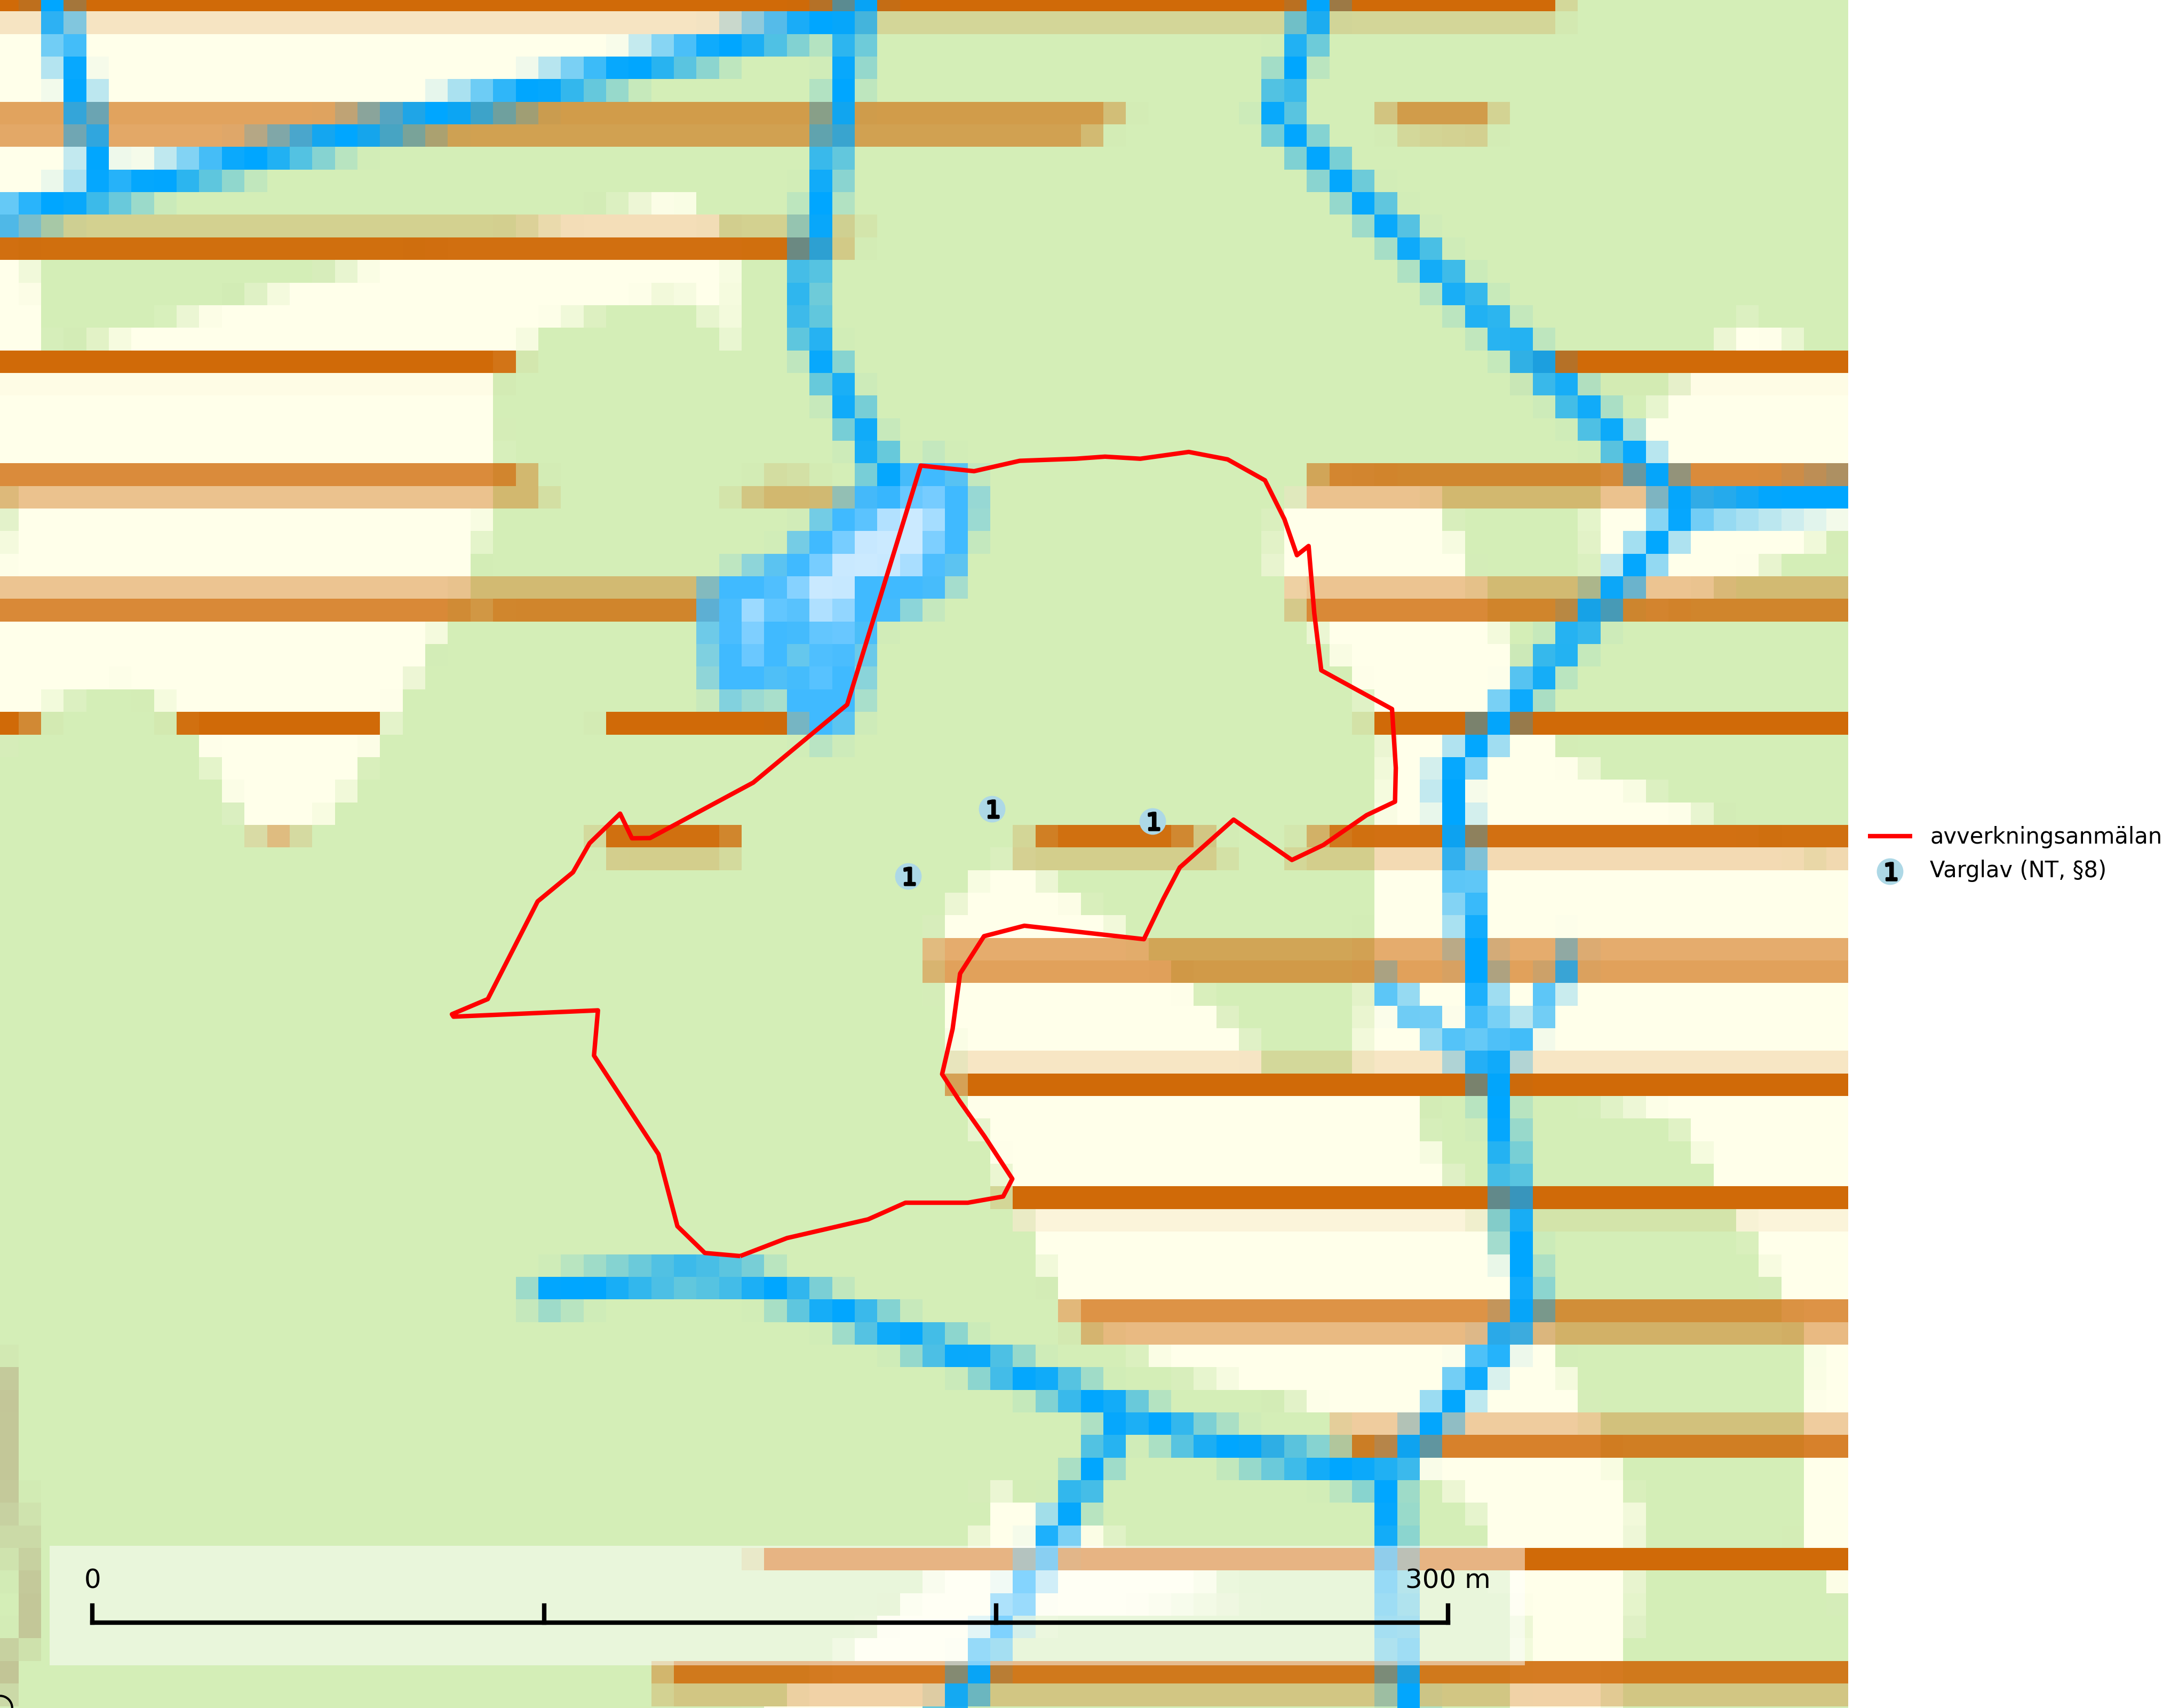 1
1
1
avverkningsanmälan
1 Varglav (NT, §8)
0 300 m